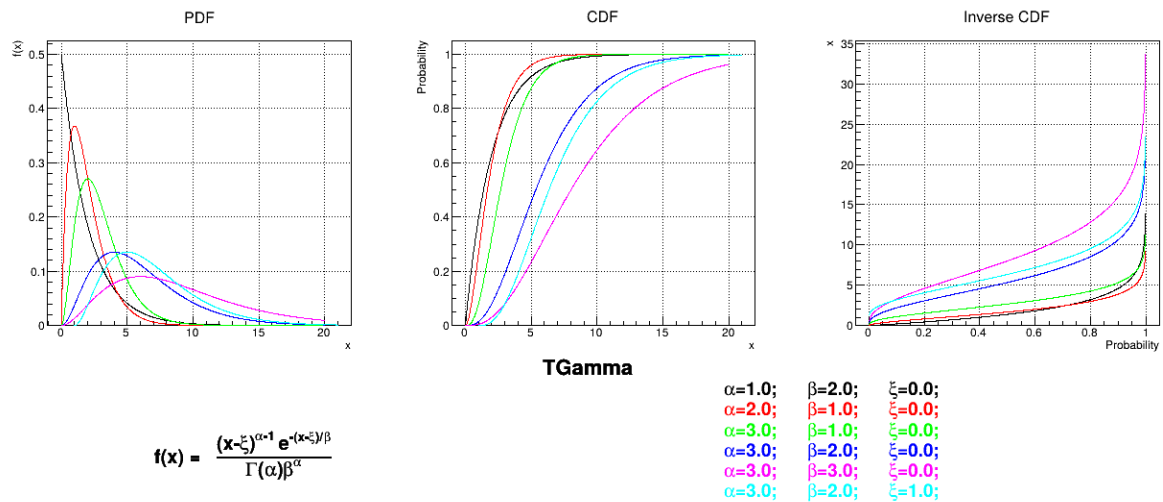 PDF
CDF
Inverse CDF
f(x)
0.5
0.4
0.3
0.2
0.1
0
0 5 10 15 20
x
Probability
1
0.8
0.6
0.4
0.2
0
0 5 10 15 20
x
x
35
30
25
20
15
10
5
0
0 0.2 0.4 0.6 0.8 1
Probability
TGamma
α=1.0; β=2.0; ξ=0.0;
α=2.0; β=1.0; ξ=0.0;
α=3.0; β=1.0; ξ=0.0;
α=3.0; β=2.0; ξ=0.0;
α=3.0; β=3.0; ξ=0.0;
α=3.0; β=2.0; ξ=1.0;
f(x) = (x-ξ)^α-1 e^-(x-ξ)/β
Γ(α)β^α